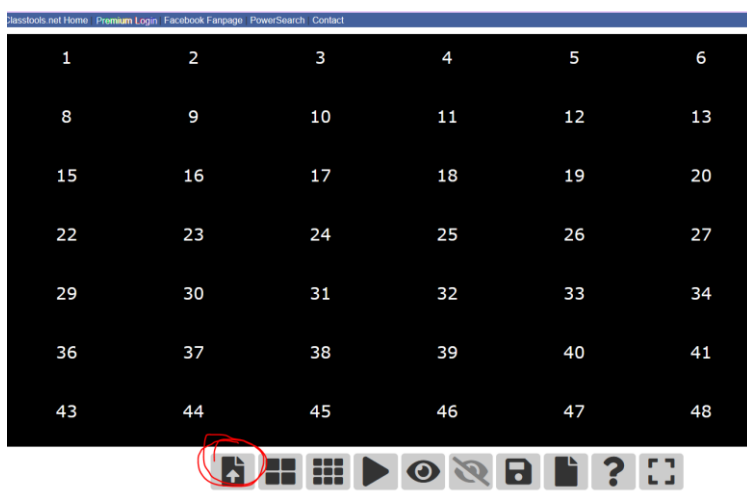 Classtools.net Home Premium Login Facebook Fanpage PowerSearch Contact
1 2 3 4 5 6
8 9 10 11 12 13
15 16 17 18 19 20
22 23 24 25 26 27
29 30 31 32 33 34
36 37 38 39 40 41
43 44 45 46 47 48
?